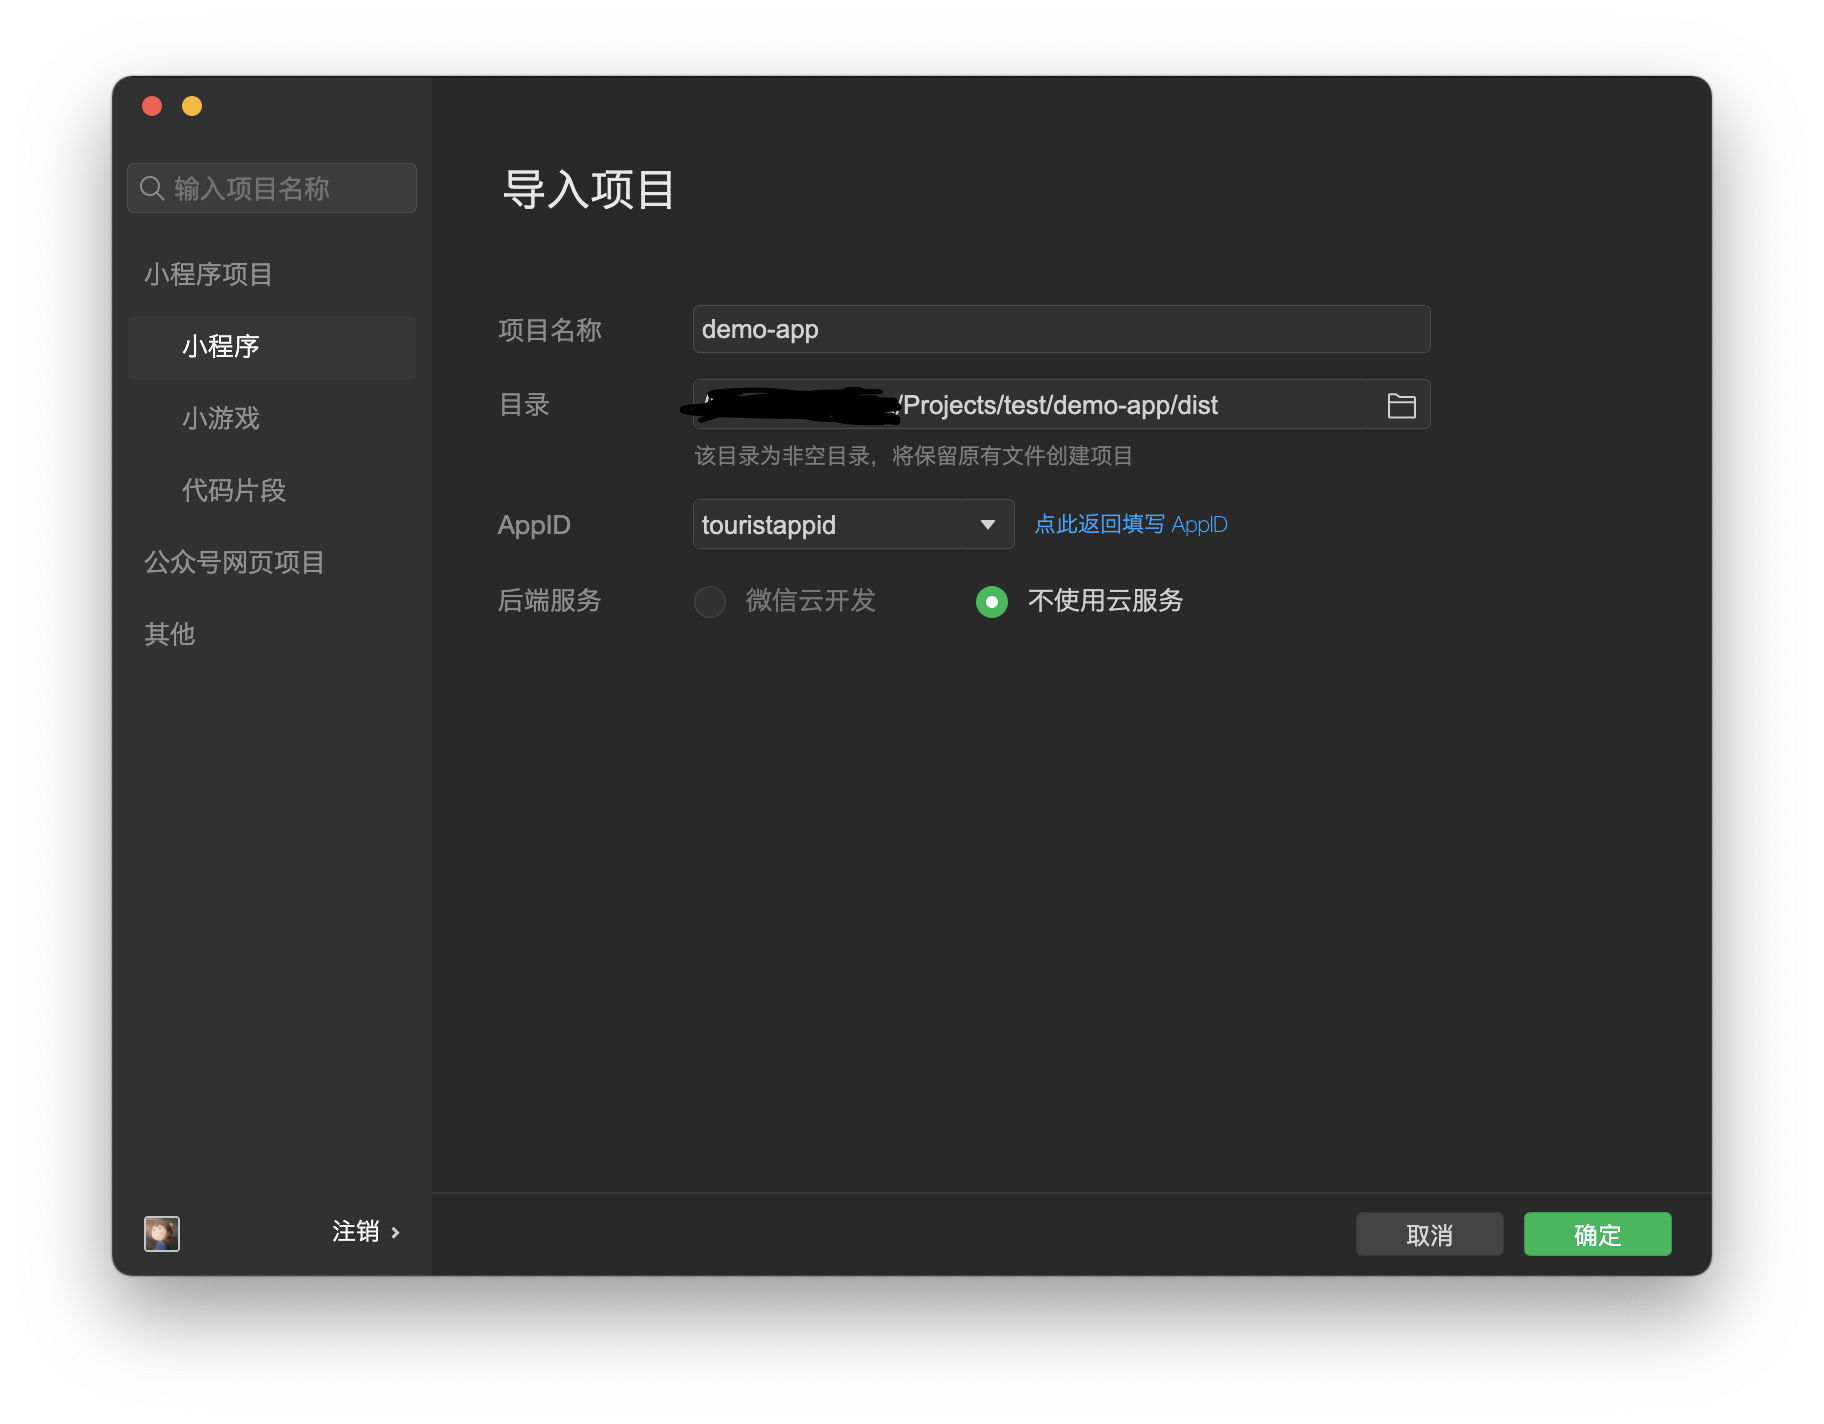 输入项目名称
小程序项目
小程序
小游戏
代码片段
公众号网页项目
其他
注销
导入项目
项目名称 demo-app
目录 /Projects/test/demo-app/dist
该目录为非空目录，将保留原有文件创建项目
AppID touristappid 点此返回填写 AppID
后端服务 微信云开发 不使用云服务
取消 确定